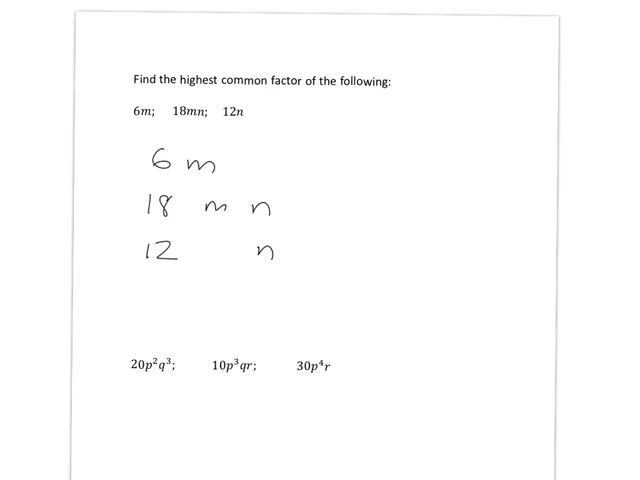 Find the highest common factor of the following:
6m; 18mn; 12n
6 m
18 m n
12 n
20p²q³; 10p³qr; 30p⁴r